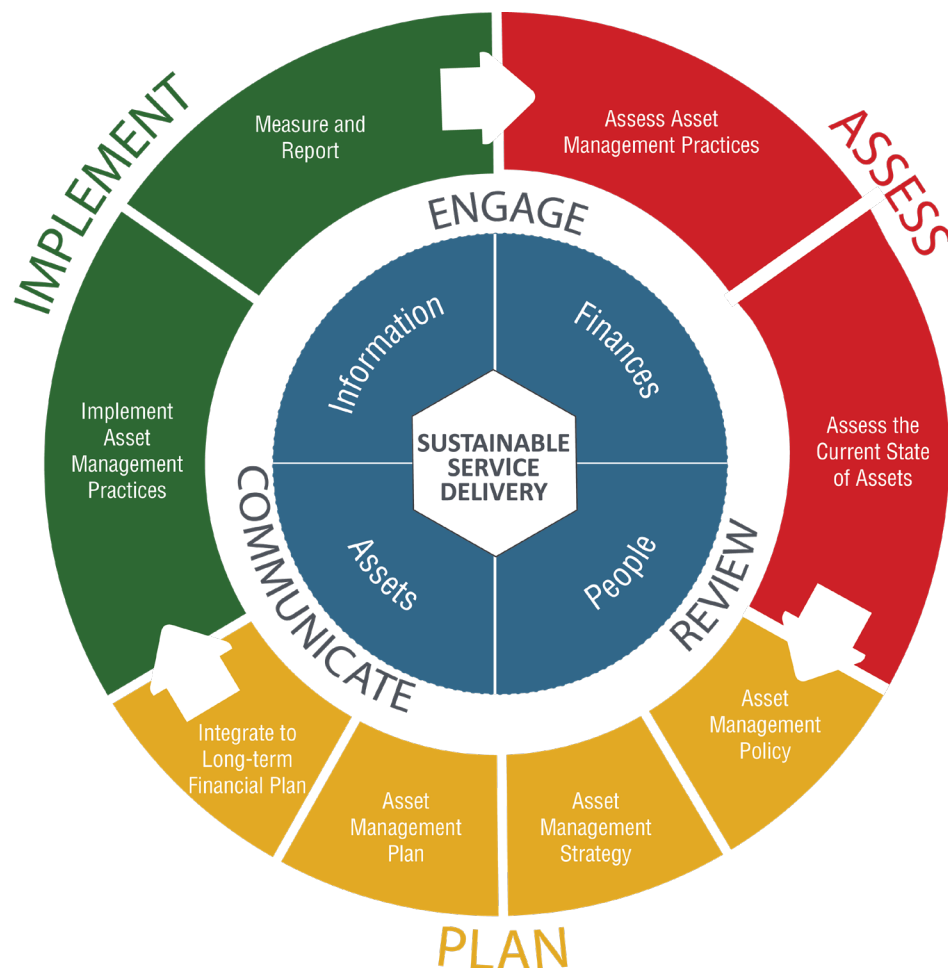 IMPLEMENT
ASSESS
PLAN
Measure and
Report
Assess Asset
Management Practices
Assess the
Current State
of Assets
Asset
Management
Policy
Asset
Management
Strategy
Asset
Management
Plan
Integrate to
Long-term
Financial Plan
Implement
Asset
Management
Practices
ENGAGE
REVIEW
COMMUNICATE
Information
Finances
People
Assets
SUSTAINABLE
SERVICE
DELIVERY